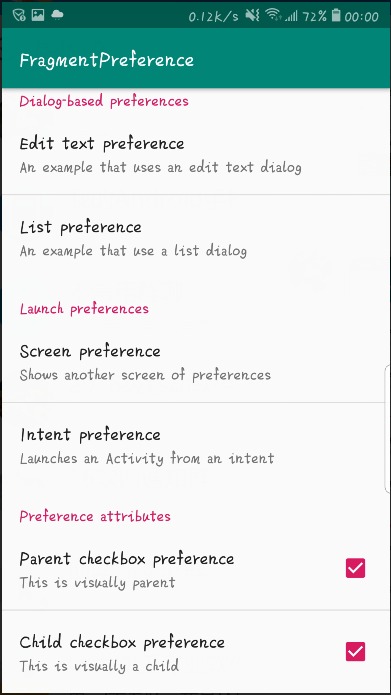 0.12K/s 72% 00:00
FragmentPreference
Dialog-based preferences
Edit text preference
An example that uses an edit text dialog
List preference
An example that use a list dialog
Launch preferences
Screen preference
Shows another screen of preferences
Intent preference
Launches an Activity from an intent
Preference attributes
Parent checkbox preference
This is visually parent
Child checkbox preference
This is visually a child